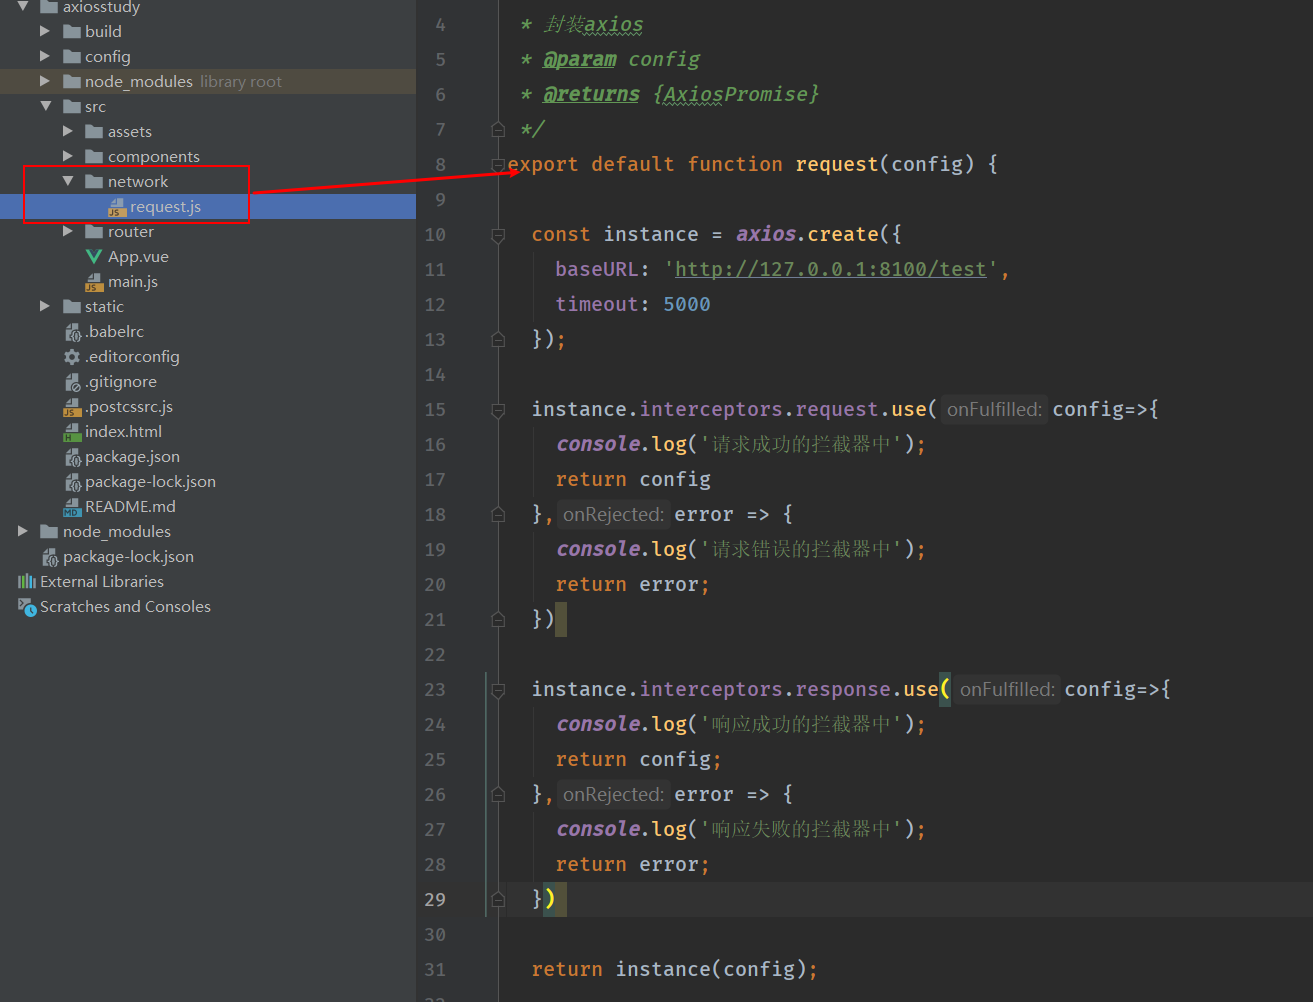 axiosstudy
build
config
node_modules library root
src
assets
components
network
request.js
router
App.vue
main.js
static
.babelrc
.editorconfig
.gitignore
.postcssrc.js
index.html
package.json
package-lock.json
README.md
node_modules
package-lock.json
External Libraries
Scratches and Consoles
4 * 封装axios
5 * @param config
6 * @returns {AxiosPromise}
7 */
8 export default function request(config) {
9
10 const instance = axios.create({
11 baseURL: 'http://127.0.0.1:8100/test',
12 timeout: 5000
13 });
14
15 instance.interceptors.request.use( onFulfilled: config=>{
16 console.log('请求成功的拦截器中');
17 return config
18 }, onRejected: error => {
19 console.log('请求错误的拦截器中');
20 return error;
21 })
22
23 instance.interceptors.response.use( onFulfilled: config=>{
24 console.log('响应成功的拦截器中');
25 return config;
26 }, onRejected: error => {
27 console.log('响应失败的拦截器中');
28 return error;
29 })
30
31 return instance(config);